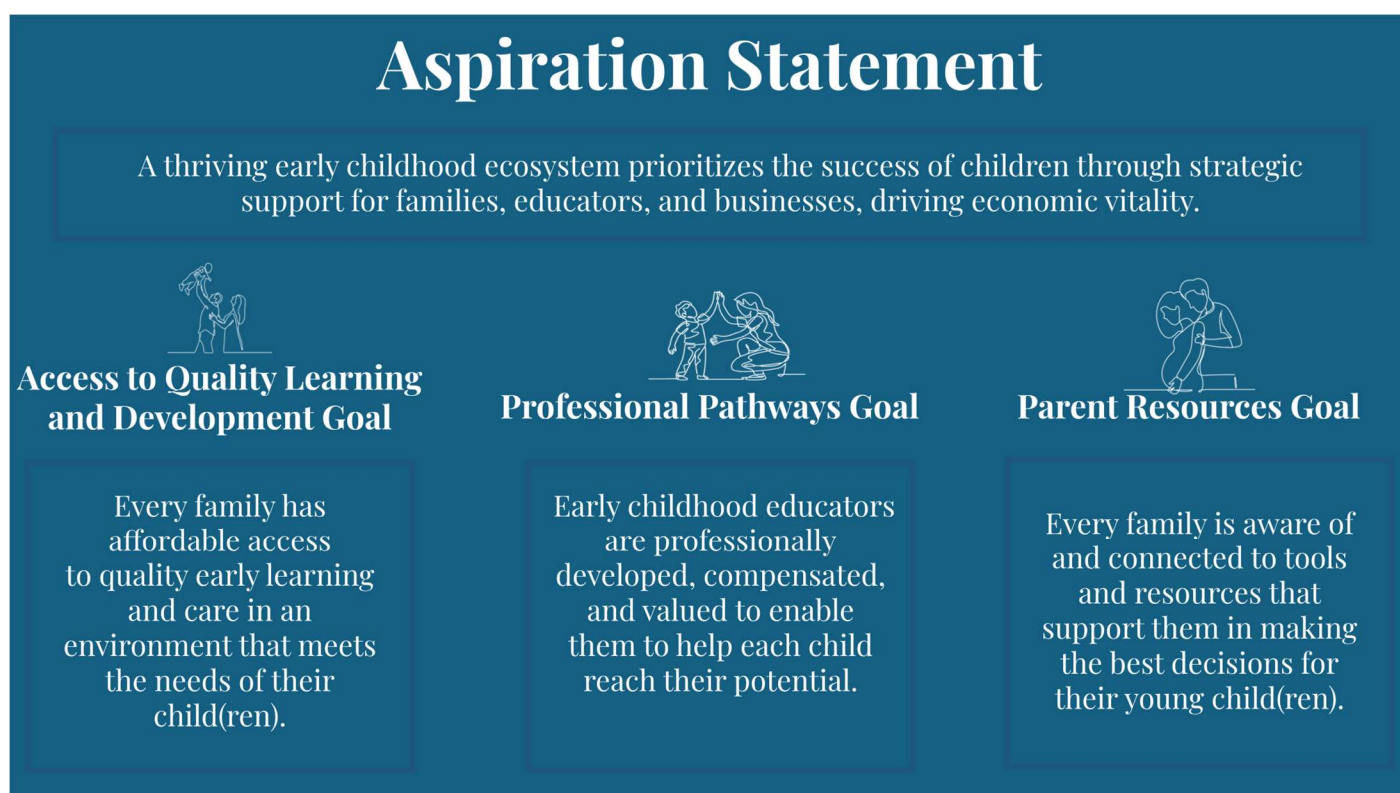 Aspiration Statement
A thriving early childhood ecosystem prioritizes the success of children through strategic
support for families, educators, and businesses, driving economic vitality.
Access to Quality Learning
and Development Goal
Every family has
affordable access
to quality early learning
and care in an
environment that meets
the needs of their
child(ren).
Professional Pathways Goal
Early childhood educators
are professionally
developed, compensated,
and valued to enable
them to help each child
reach their potential.
Parent Resources Goal
Every family is aware of
and connected to tools
and resources that
support them in making
the best decisions for
their young child(ren).